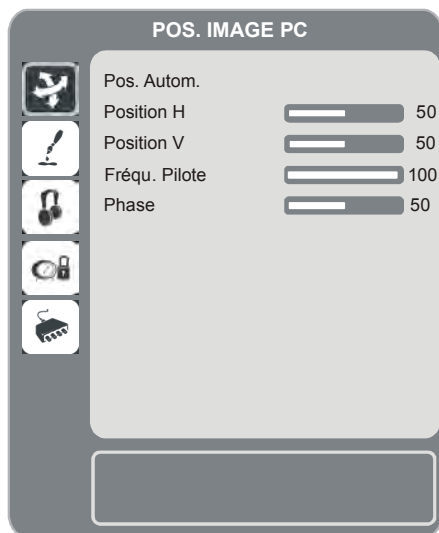 POS. IMAGE PC
Pos. Autom.
Position H 50
Position V 50
Fréqu. Pilote 100
Phase 50